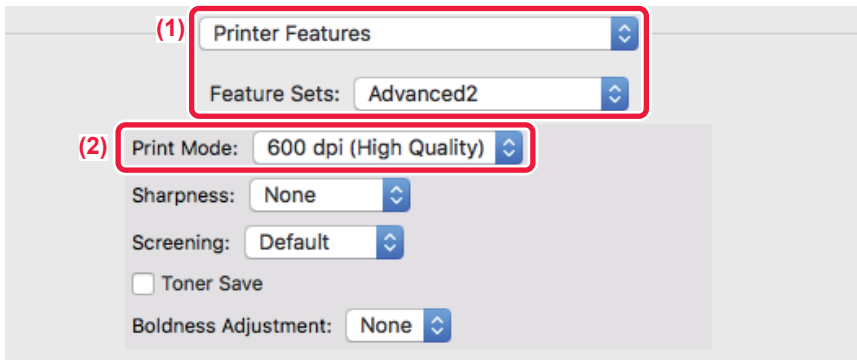 (1) Printer Features
Feature Sets: Advanced2
(2) Print Mode: 600 dpi (High Quality)
Sharpness: None
Screening: Default
Toner Save
Boldness Adjustment: None